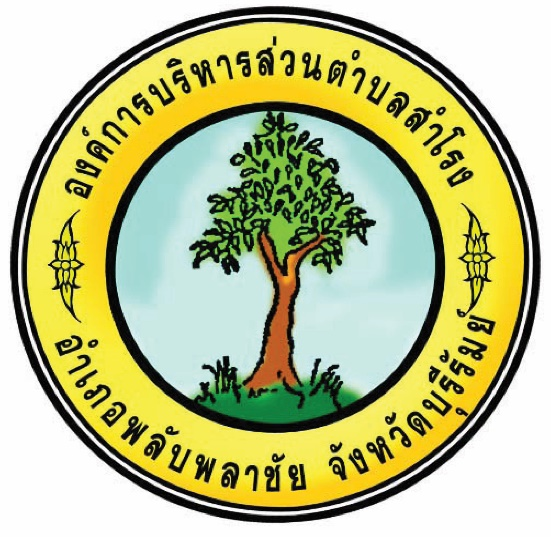 องค์การบริหารส่วนตำบลสำโรง
อำเภอพลับพลาชัย จังหวัดบุรีรัมย์